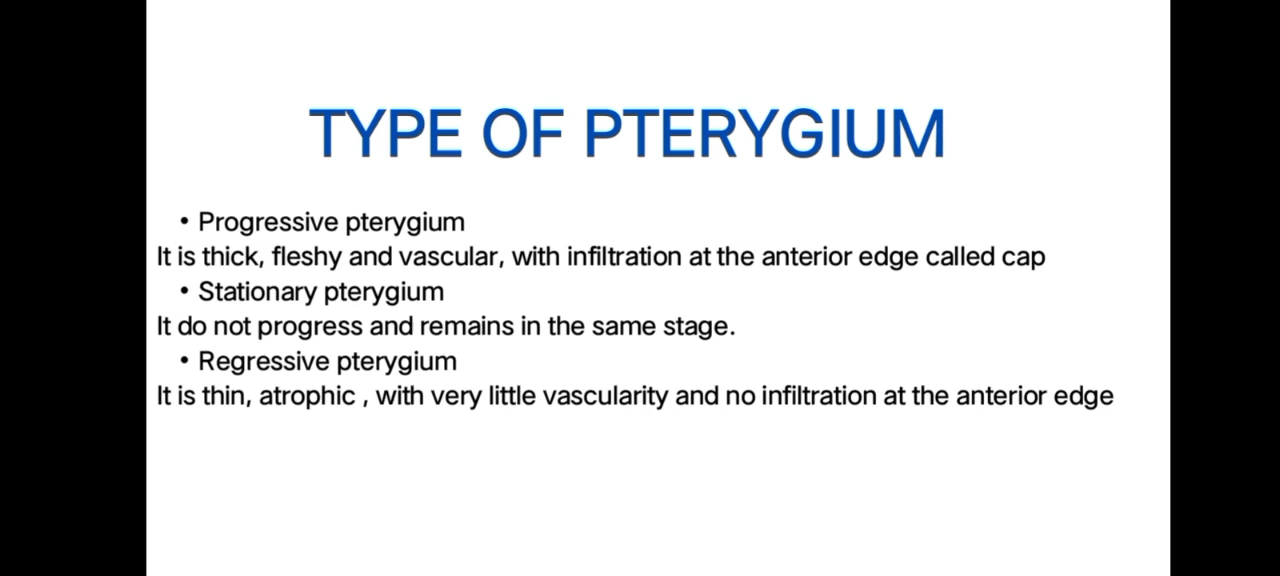 TYPE OF PTERYGIUM
• Progressive pterygium
It is thick, fleshy and vascular, with infiltration at the anterior edge called cap
• Stationary pterygium
It do not progress and remains in the same stage.
• Regressive pterygium
It is thin, atrophic , with very little vascularity and no infiltration at the anterior edge